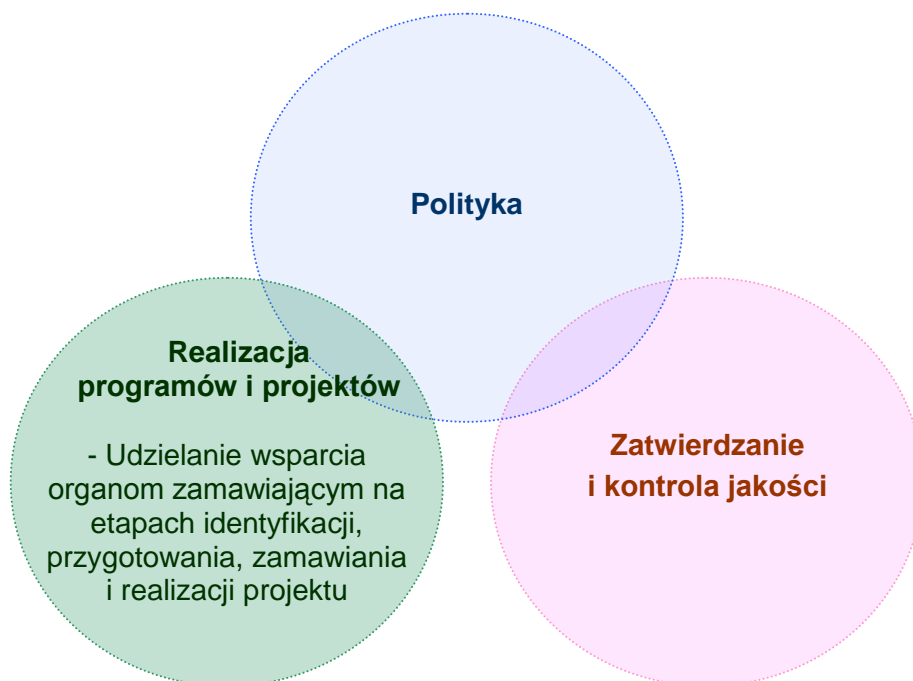 Polityka
Realizacja
programów i projektów
- Udzielanie wsparcia
organom zamawiającym na
etapach identyfikacji,
przygotowania, zamawiania
i realizacji projektu
Zatwierdzanie
i kontrola jakości